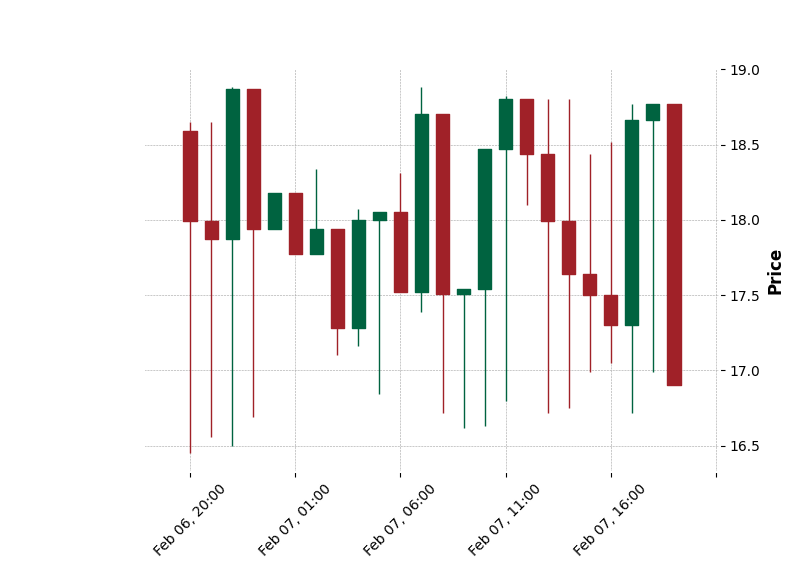 19.0
18.5
18.0
17.5
17.0
16.5
Price
Feb 06, 20:00
Feb 07, 01:00
Feb 07, 06:00
Feb 07, 11:00
Feb 07, 16:00